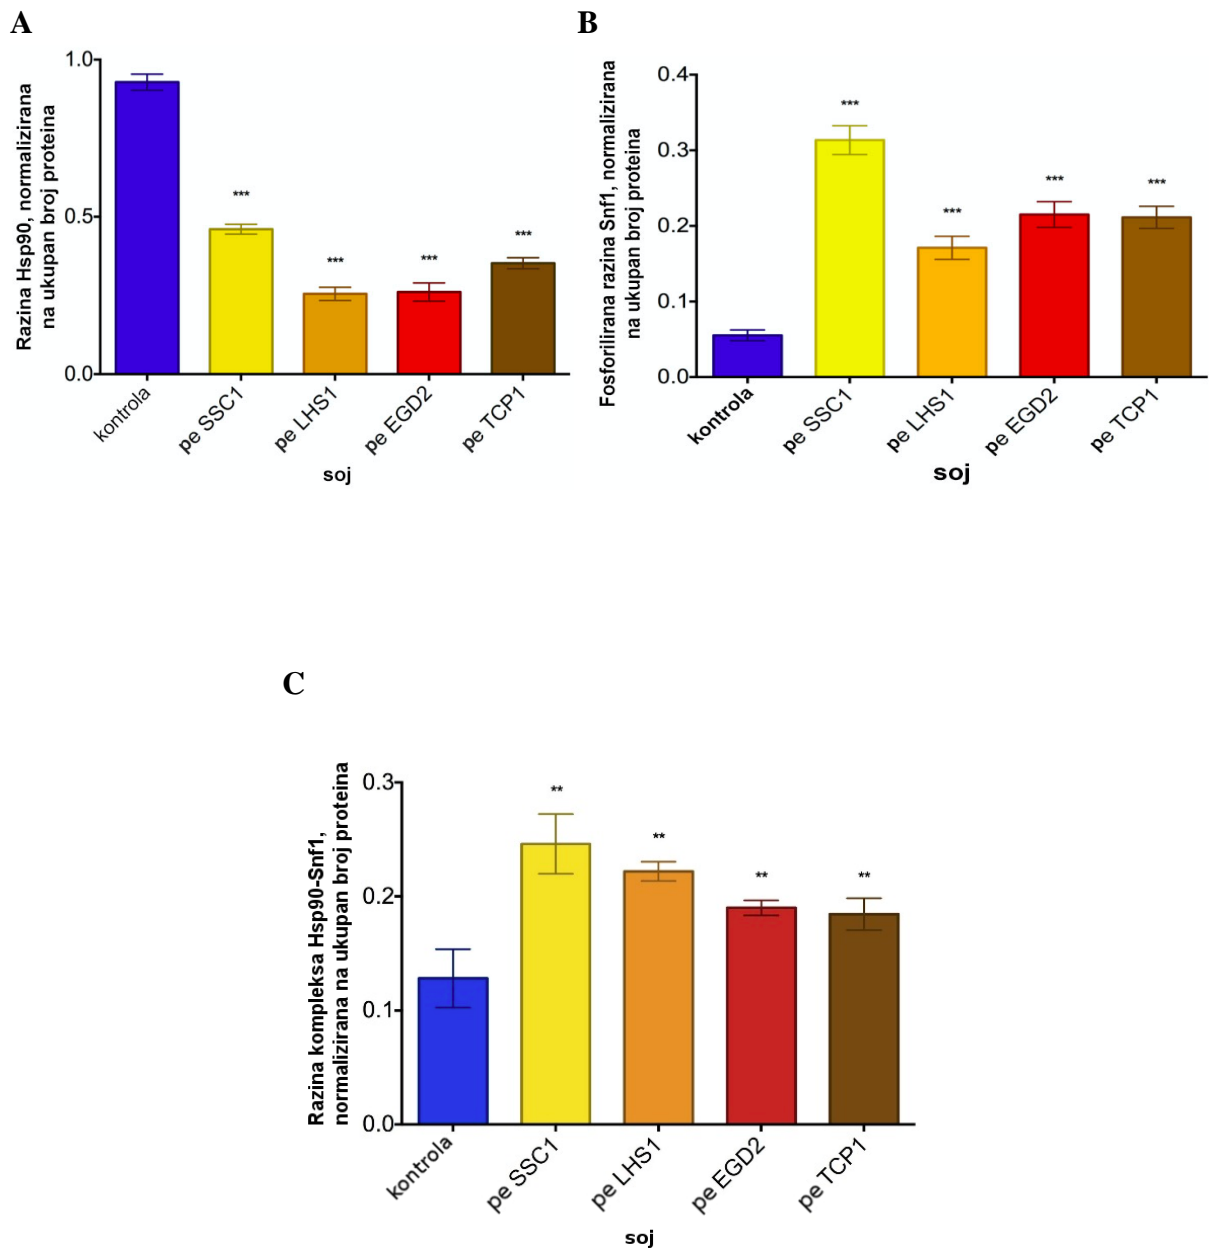 A
Razina Hsp90, normalizirana
na ukupan broj proteina
1.0
0.5
0.0
***
***
***
***
kontrola
pe SSC1
pe LHS1
pe EGD2
pe TCP1
soj
B
Fosforilirana razina Snf1, normalizirana
na ukupan broj proteina
0.4
0.3
0.2
0.1
0.0
***
***
***
***
kontrola
pe SSC1
pe LHS1
pe EGD2
pe TCP1
soj
C
Razina kompleksa Hsp90-Snf1,
normalizirana na ukupan broj proteina
0.3
0.2
0.1
0.0
**
**
**
**
kontrola
pe SSC1
pe LHS1
pe EGD2
pe TCP1
soj